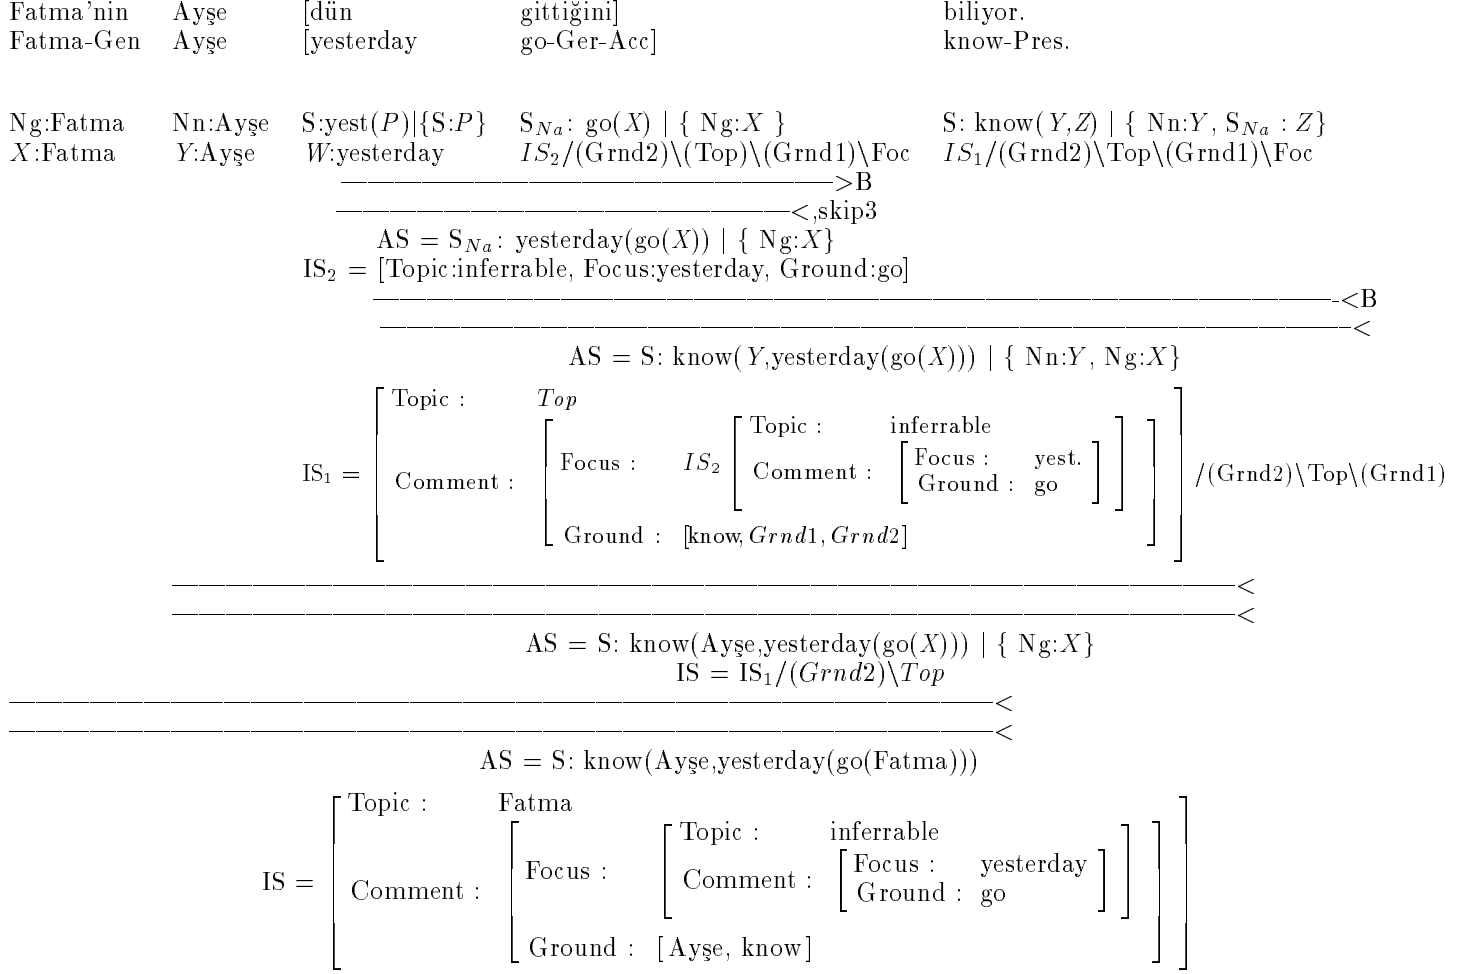 Fatma'nin Ayşe [dün gittiğini] biliyor.
Fatma-Gen Ayşe [yesterday go-Ger-Acc] know-Pres.
Ng:Fatma Nn:Ayşe S:yest(P)|{S:P} S_Na: go(X) | { Ng:X } S: know(Y,Z) | { Nn:Y, S_Na : Z}
X:Fatma Y:Ayşe W:yesterday IS_2/(Grnd2)\(Top)\(Grnd1)\Foc IS_1/(Grnd2)\Top\(Grnd1)\Foc
>B
<,skip3
AS = S_Na: yesterday(go(X)) | { Ng:X}
IS_2 = [Topic:inferrable, Focus:yesterday, Ground:go]
<B
<
AS = S: know(Y,yesterday(go(X))) | { Nn:Y, Ng:X}
Topic : Top
Topic : inferrable
Focus : IS_2
Focus : yest.
IS_1 = Comment : Comment : /(Grnd2)\Top\(Grnd1)
Ground : go
Ground : [know, Grnd1, Grnd2]
<
<
AS = S: know(Ayşe,yesterday(go(X))) | { Ng:X}
IS = IS_1/(Grnd2)\Top
<
<
AS = S: know(Ayşe,yesterday(go(Fatma)))
Topic : Fatma
Topic : inferrable
Focus : Focus : yesterday
IS = Comment : Comment : Ground : go
Ground : [Ayşe, know]